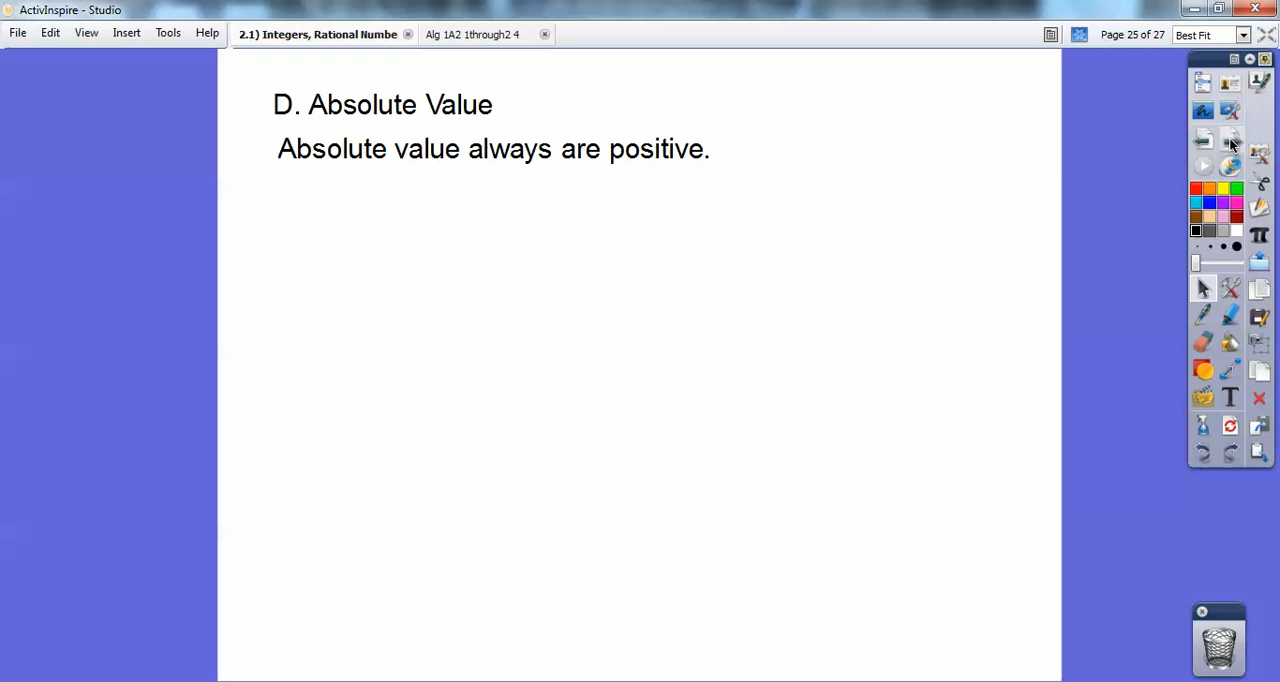 ActivInspire - Studio
File Edit View Insert Tools Help
2.1) Integers, Rational Numbe
Alg 1A2 1through2 4
Page 25 of 27
Best Fit
D. Absolute Value
Absolute value always are positive.